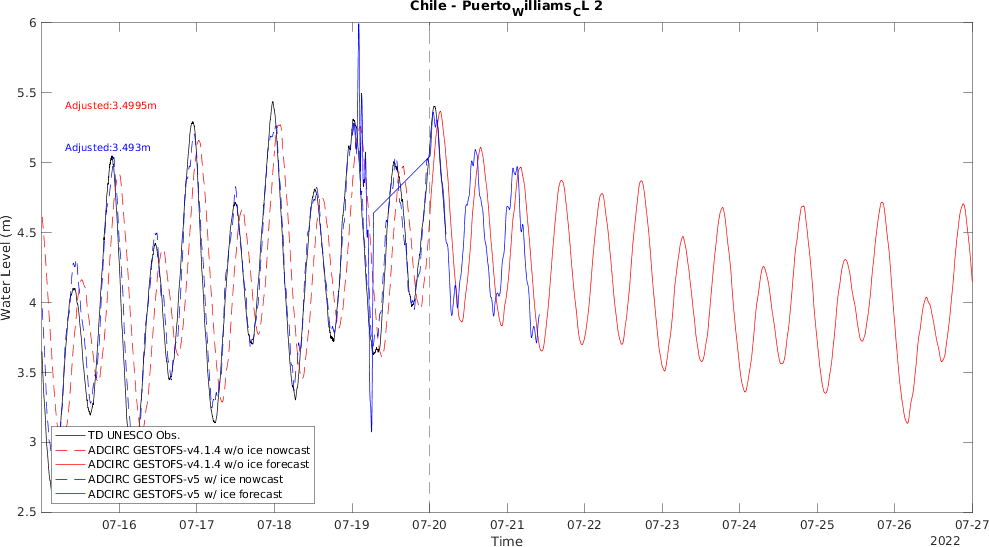 Chile - PuertoWilliamsCL 2
6
5.5
5
4.5
4
3.5
3
2.5
Water Level (m)
Adjusted:3.4995m
Adjusted:3.493m
TD UNESCO Obs.
ADCIRC GESTOFS-v4.1.4 w/o ice nowcast
ADCIRC GESTOFS-v4.1.4 w/o ice forecast
ADCIRC GESTOFS-v5 w/ ice nowcast
ADCIRC GESTOFS-v5 w/ ice forecast
07-16 07-17 07-18 07-19 07-20 07-21 07-22 07-23 07-24 07-25 07-26 07-27
Time
2022